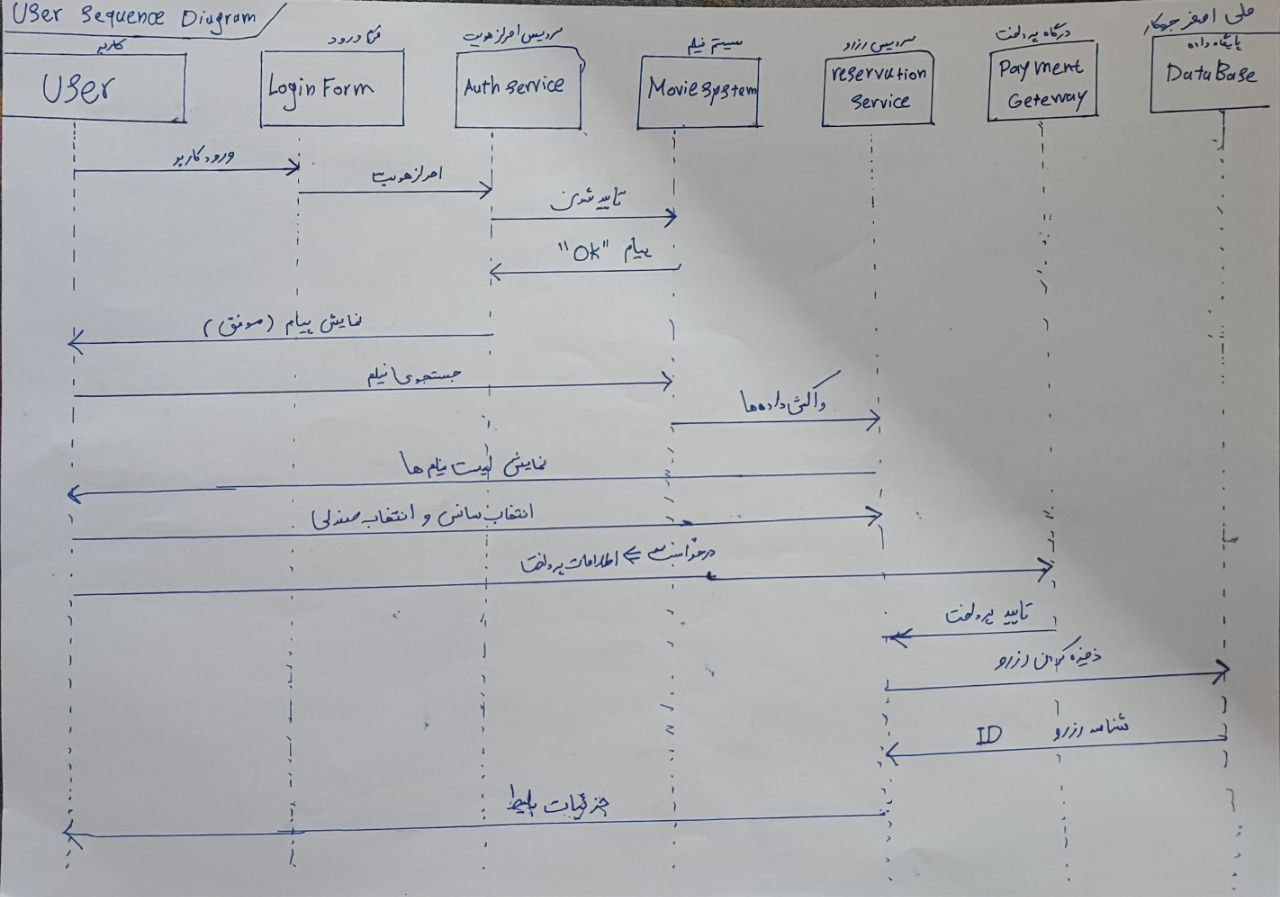 User Sequence Diagram
علی اصغر جوکار
کاربر
User
فرم ورود
Login Form
سرویس احراز هویت
Auth service
سیستم فیلم
Movie system
سرویس رزرو
reservation
service
درگاه پرداخت
Payment
Geteway
پایگاه داده
DataBase
ورود کاربر
احراز هویت
تایید شدن
پیام "Ok"
نمایش پیام (موفق)
جستجوی فیلم
واکشی داده‌ها
نمایش لیست فیلم ها
انتخاب سانس و انتخاب صندلی
درخواست ⇐ اطلاعات پرداخت
تایید پرداخت
ذخیره کردن رزرو
شناسه رزرو ID
جزئیات بلیط